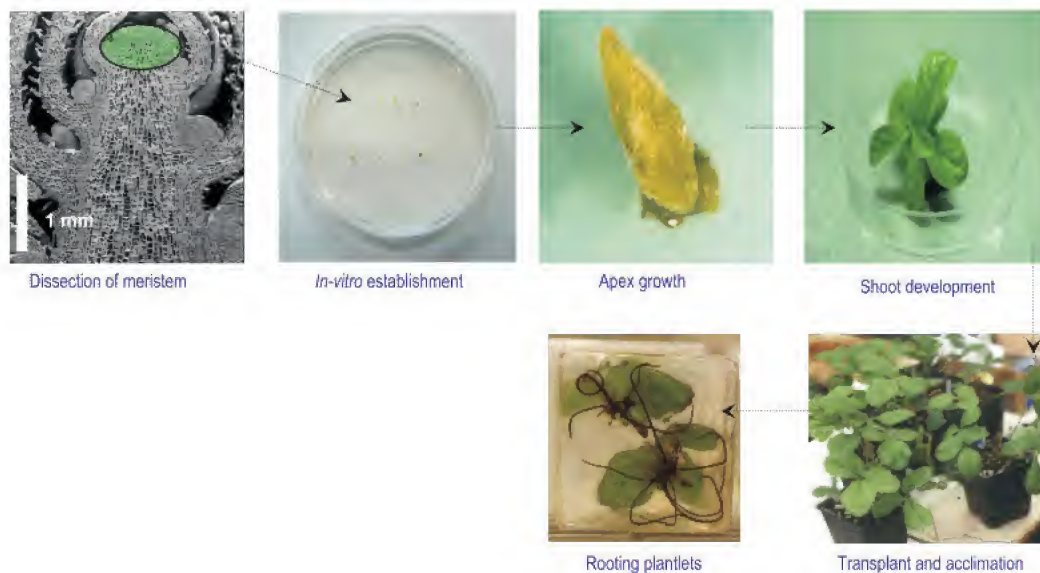 1 mm
Dissection of meristem
In-vitro establishment
Apex growth
Shoot development
Rooting plantlets
Transplant and acclimation